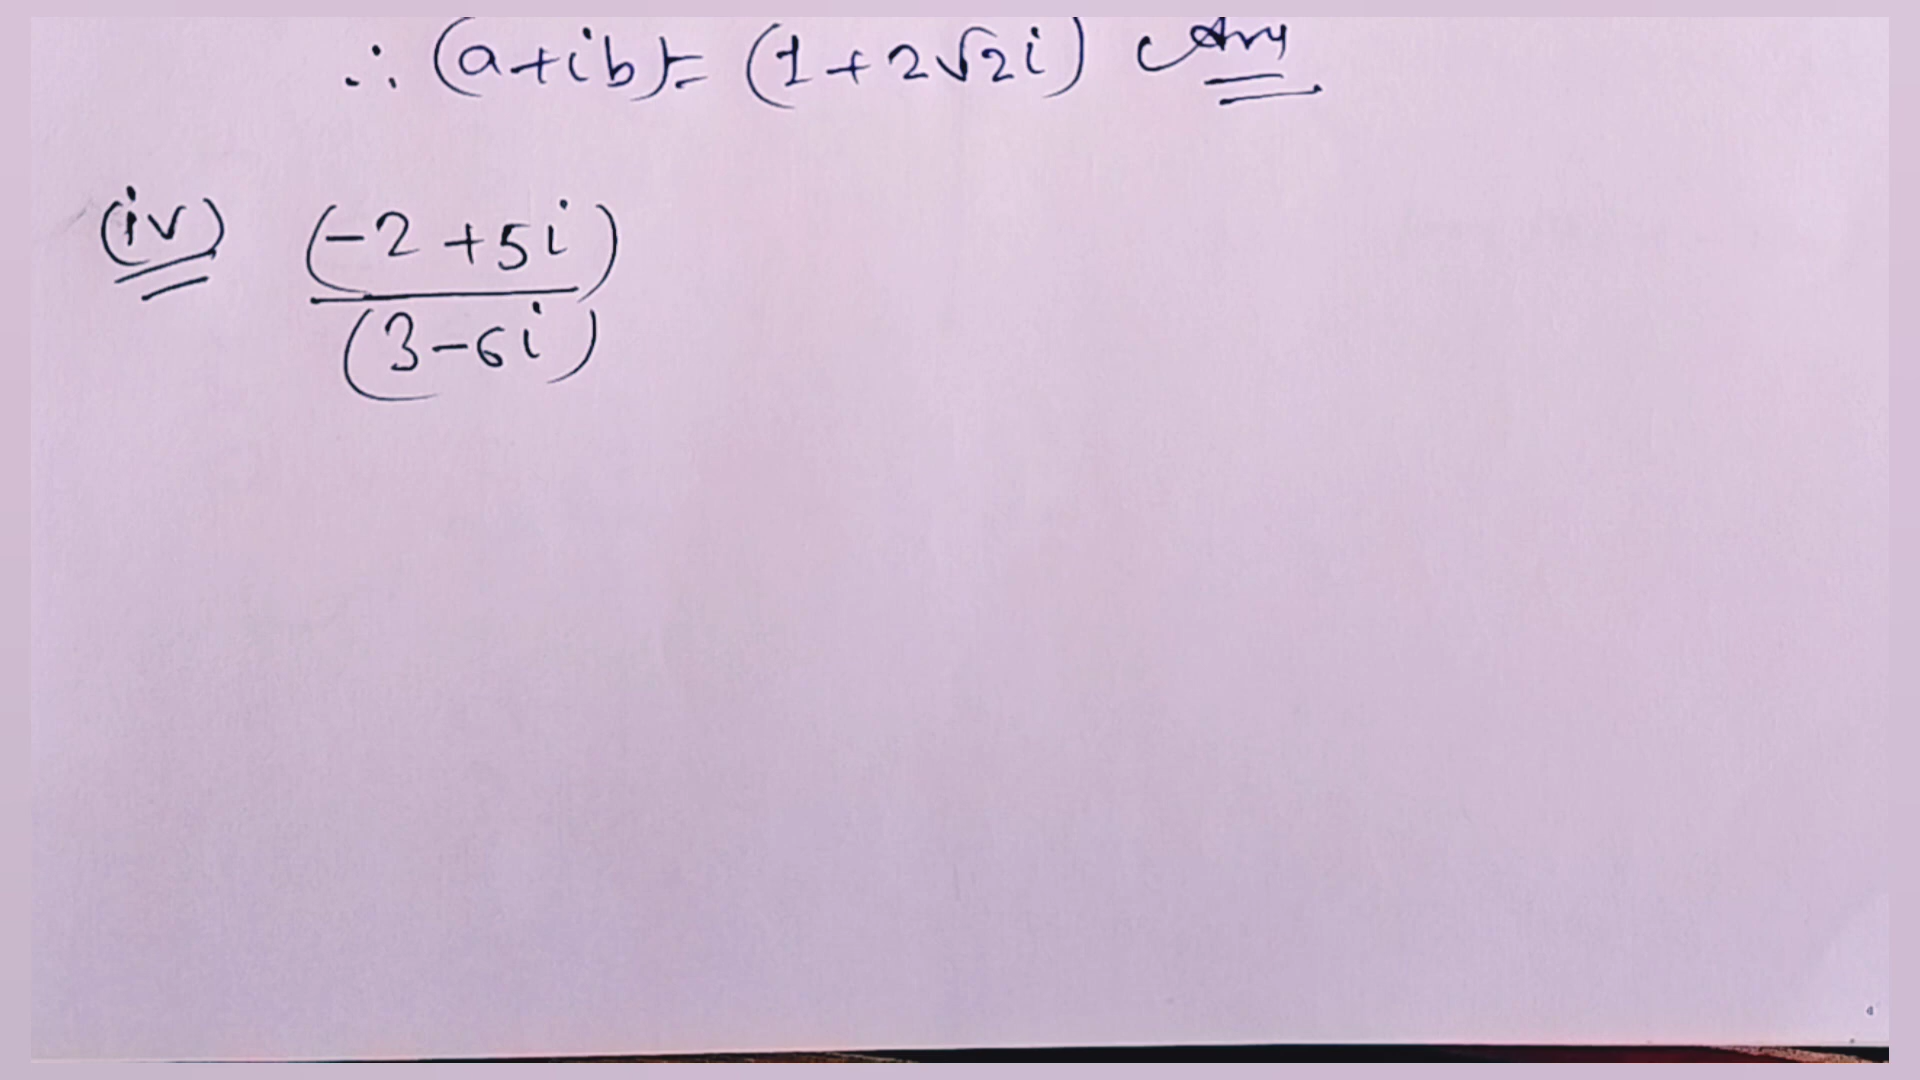 ∴ (a+ib)= (1+2√2i) Ans
(iv) (-2+5i)
(3-6i)